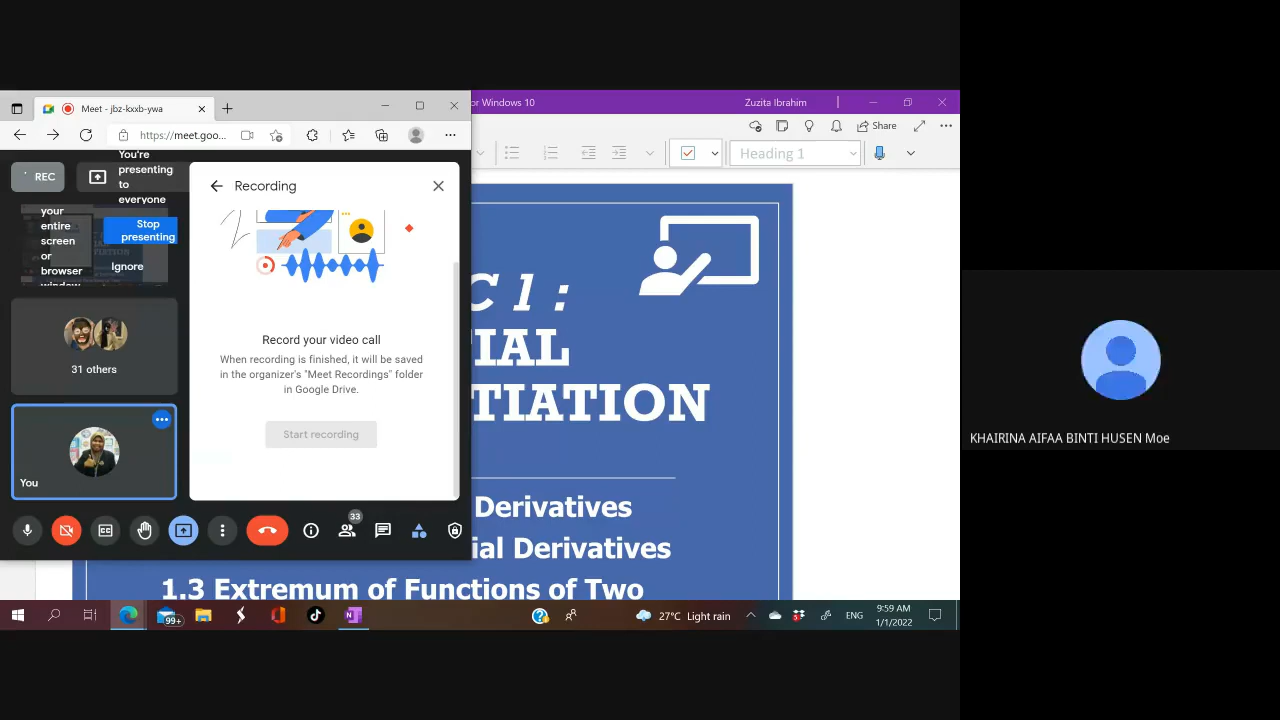 Meet - jbz-kxxb-ywa
or Windows 10
Zuzita Ibrahim
https://meet.goo...
Share
Heading 1
REC
You're
presenting
to
everyone
your
entire
screen
or
browser
window
Stop
presenting
Ignore
31 others
You
Recording
Record your video call
When recording is finished, it will be saved
in the organizer's "Meet Recordings" folder
in Google Drive.
Start recording
33
C 1 :
IAL
TIATION
Derivatives
ial Derivatives
1.3 Extremum of Functions of Two
KHAIRINA AIFAA BINTI HUSEN Moe
99+
27°C Light rain
ENG
9:59 AM
1/1/2022